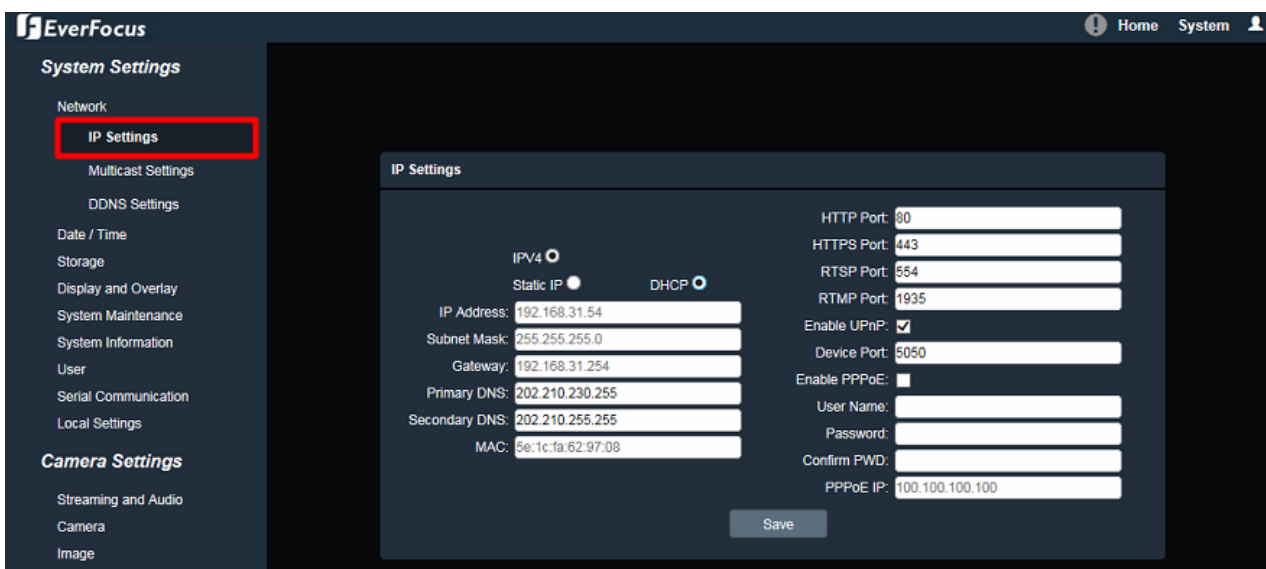 EverFocus
Home System
System Settings
Network
IP Settings
Multicast Settings
DDNS Settings
Date / Time
Storage
Display and Overlay
System Maintenance
System Information
User
Serial Communication
Local Settings
Camera Settings
Streaming and Audio
Camera
Image
IP Settings
IPV4
Static IP DHCP
IP Address: 192.168.31.54
Subnet Mask: 255.255.255.0
Gateway: 192.168.31.254
Primary DNS: 202.210.230.255
Secondary DNS: 202.210.255.255
MAC: 5e:1c:fa:62:97:08
HTTP Port: 80
HTTPS Port: 443
RTSP Port: 554
RTMP Port: 1935
Enable UPnP:
Device Port: 5050
Enable PPPoE:
User Name:
Password:
Confirm PWD:
PPPoE IP: 100.100.100.100
Save